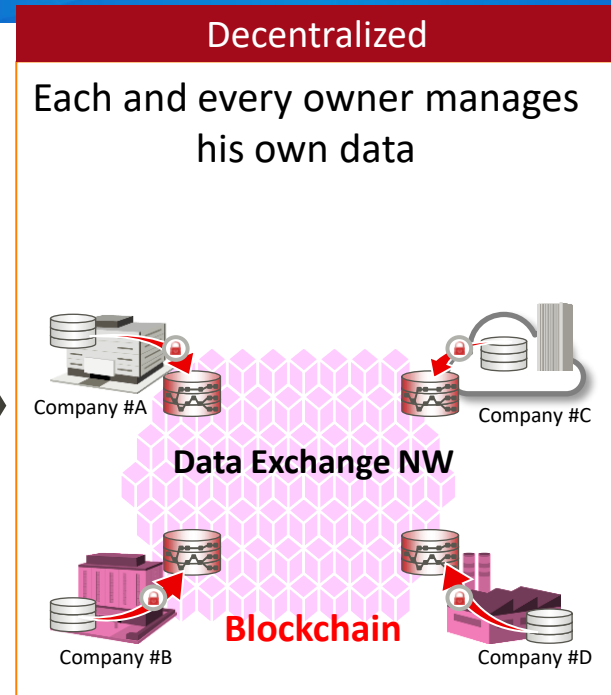 Decentralized
Each and every owner manages
his own data
Company #A
Company #C
Data Exchange NW
Blockchain
Company #B
Company #D